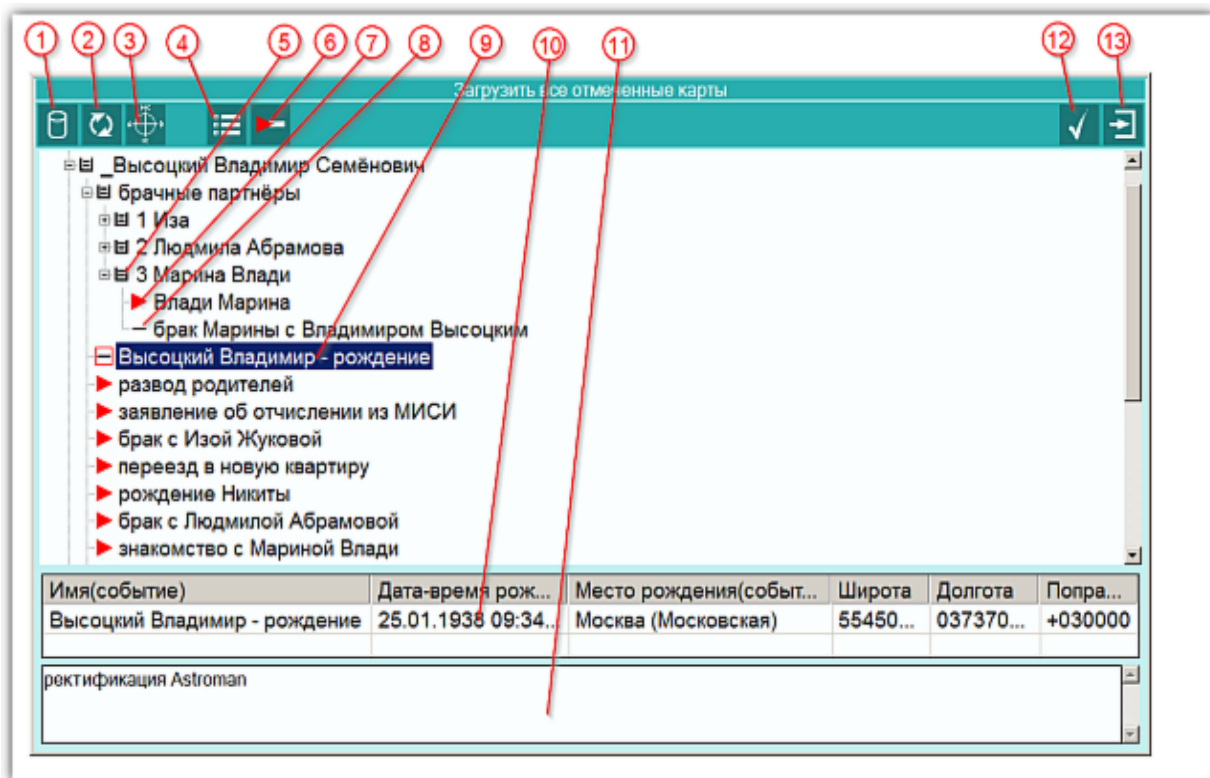 1 2 3 4 5 6 7 8 9 10 11 12 13
Загрузить все отмеченные карты
_Высоцкий Владимир Семёнович
брачные партнёры
1 Иза
2 Людмила Абрамова
3 Марина Влади
Влади Марина
брак Марины с Владимиром Высоцким
Высоцкий Владимир - рождение
развод родителей
заявление об отчислении из МИСИ
брак с Изой Жуковой
переезд в новую квартиру
рождение Никиты
брак с Людмилой Абрамовой
знакомство с Мариной Влади
Имя(событие) Дата-время рож... Место рождения(событ... Широта Долгота Попра...
Высоцкий Владимир - рождение 25.01.1938 09:34... Москва (Московская) 55450... 037370... +030000
ректификация Astroman